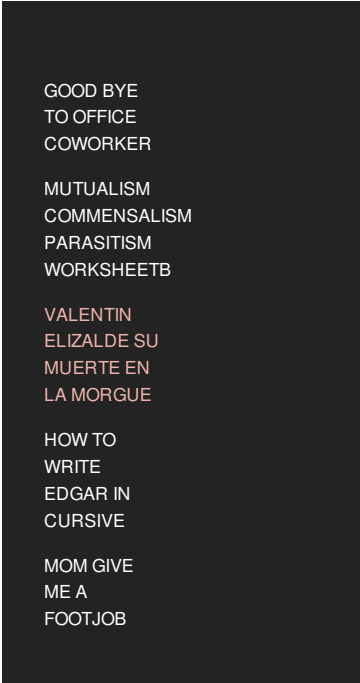 GOOD BYE
TO OFFICE
COWORKER
MUTUALISM
COMMENSALISM
PARASITISM
WORKSHEETB
VALENTIN
ELIZALDE SU
MUERTE EN
LA MORGUE
HOW TO
WRITE
EDGAR IN
CURSIVE
MOM GIVE
ME A
FOOTJOB